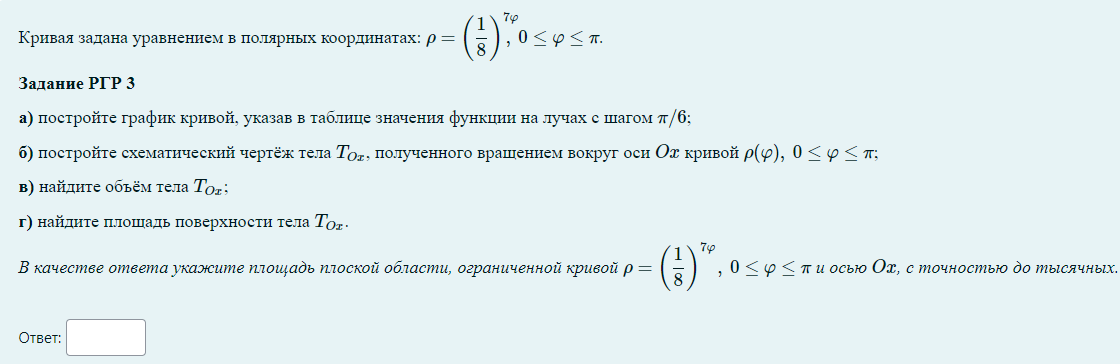 Кривая задана уравнением в полярных координатах: ρ = (1/8)^{7φ}, 0 ≤ φ ≤ π.
Задание РГР 3
а) постройте график кривой, указав в таблице значения функции на лучах с шагом π/6;
б) постройте схематический чертёж тела T_{Ox}, полученного вращением вокруг оси Ox кривой ρ(φ), 0 ≤ φ ≤ π;
в) найдите объём тела T_{Ox};
г) найдите площадь поверхности тела T_{Ox}.
В качестве ответа укажите площадь плоской области, ограниченной кривой ρ = (1/8)^{7φ}, 0 ≤ φ ≤ π и осью Ox, с точностью до тысячных.
Ответ: